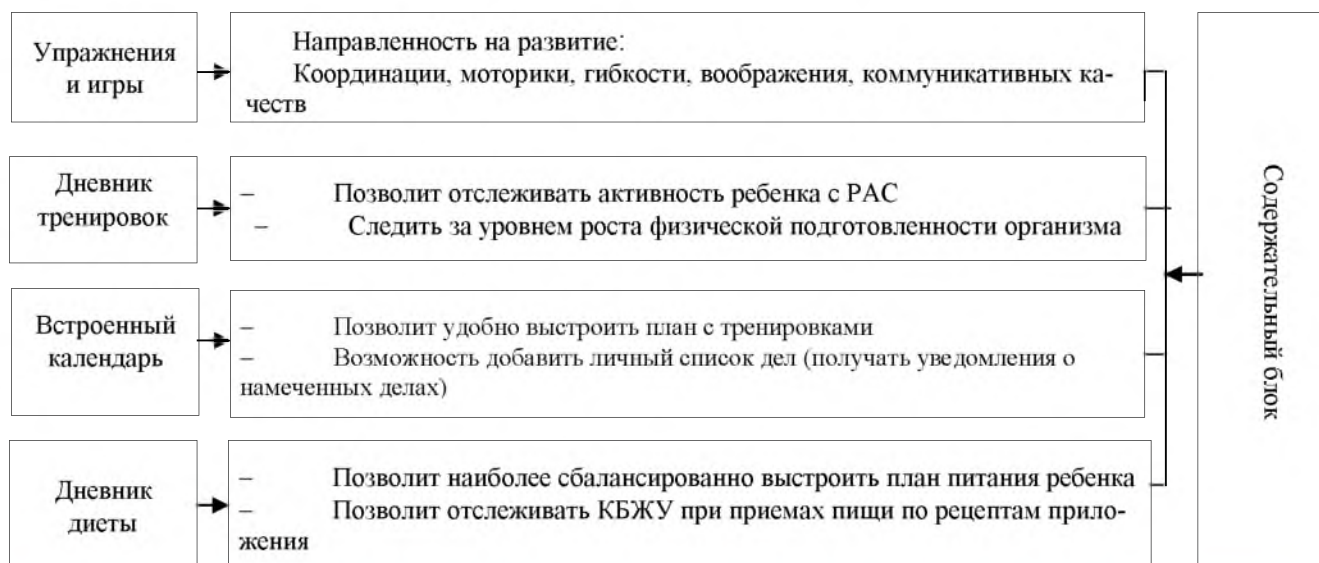 Упражнения
и игры
Направленность на развитие:
Координации, моторики, гибкости, воображения, коммуникативных ка-
честв
Дневник
тренировок
– Позволит отслеживать активность ребенка с РАС
– Следить за уровнем роста физической подготовленности организма
Встроенный
календарь
– Позволит удобно выстроить план с тренировками
– Возможность добавить личный список дел (получать уведомления о
намеченных делах)
Дневник
диеты
– Позволит наиболее сбалансированно выстроить план питания ребенка
– Позволит отслеживать КБЖУ при приемах пищи по рецептам прило-
жения
Содержательный блок